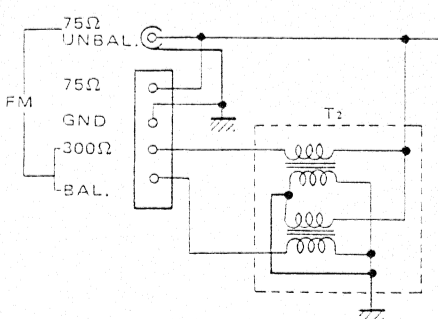 75Ω
UNBAL.
75Ω
FM
GND
300Ω
BAL.
T2